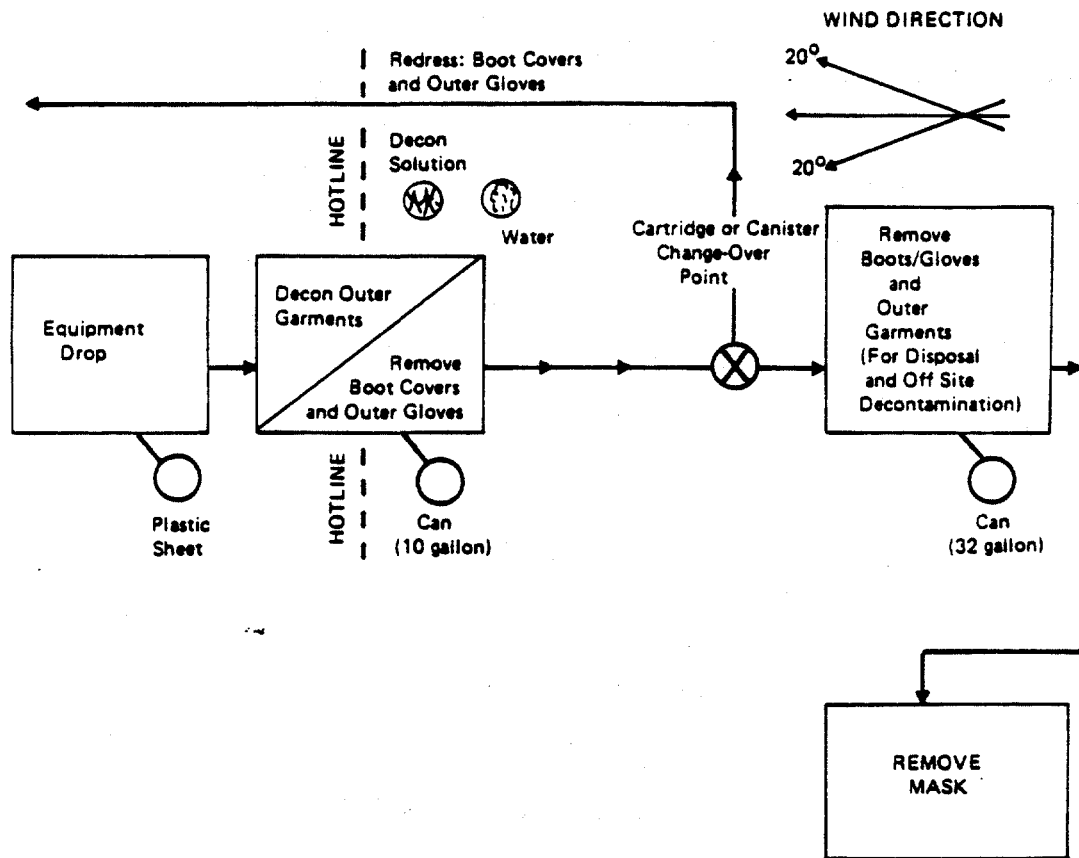 WIND DIRECTION
20°
20°
Redress: Boot Covers
and Outer Gloves
HOTLINE
Decon
Solution
Water
Cartridge or Canister
Change-Over
Point
Equipment
Drop
Decon Outer
Garments
Remove
Boot Covers
and Outer Gloves
Remove
Boots/Gloves
and
Outer
Garments
(For Disposal
and Off Site
Decontamination)
Plastic
Sheet
HOTLINE
Can
(10 gallon)
Can
(32 gallon)
REMOVE
MASK